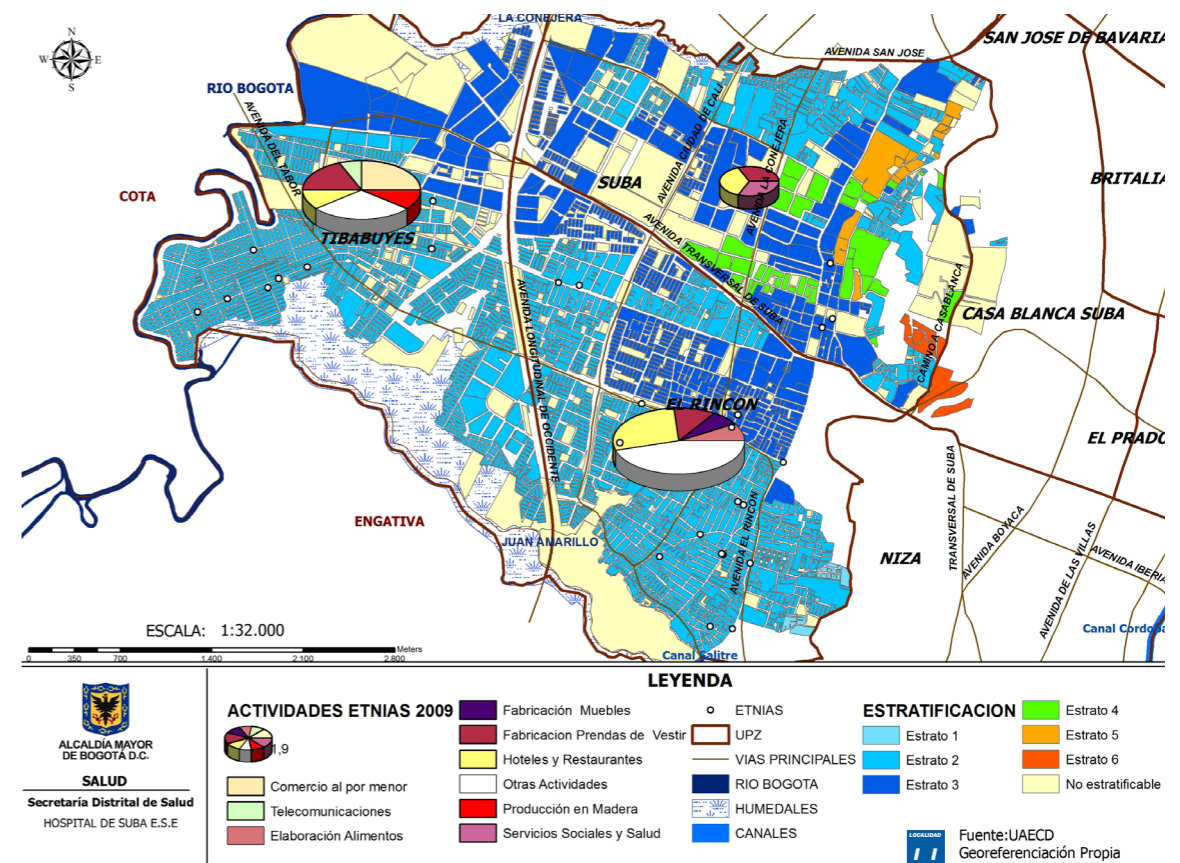 LA CONEJERA
N
W E
S
AVENIDA SAN JOSE
SAN JOSE DE BAVARIA
RIO BOGOTA
AVENIDA DEL TABOR
AVENIDA CIUDAD DE CALI
AVENIDA LA CONEJERA
COTA
SUBA
BRITALIA
TIBABUYES
AVENIDA TRANSVERSAL DE SUBA
AVENIDA LONGITUDINAL DE OCCIDENTE
CAMINO A CASABLANCA
CASA BLANCA SUBA
EL RINCON
EL PRADO
ENGATIVA
JUAN AMARILLO
AVENIDA EL RINCON
NIZA
TRANSVERSAL DE SUBA
AVENIDA BOYACA
AVENIDA DE LAS VILLAS
AVENIDA IBERIA
Canal Cordoba
Canal Salitre
ESCALA: 1:32.000
Meters
0 350 700 1.400 2.100 2.800
LEYENDA
ALCALDÍA MAYOR
DE BOGOTÁ D.C.
SALUD
Secretaría Distrital de Salud
HOSPITAL DE SUBA E.S.E
ACTIVIDADES ETNIAS 2009
1,9
Comercio al por menor
Telecomunicaciones
Elaboración Alimentos
Fabricación Muebles
Fabricacion Prendas de Vestir
Hoteles y Restaurantes
Otras Actividades
Producción en Madera
Servicios Sociales y Salud
ETNIAS
UPZ
VIAS PRINCIPALES
RIO BOGOTA
HUMEDALES
CANALES
ESTRATIFICACION
Estrato 1
Estrato 2
Estrato 3
Estrato 4
Estrato 5
Estrato 6
No estratificable
LOCALIDAD
11
Fuente:UAECD
Georeferenciación Propia